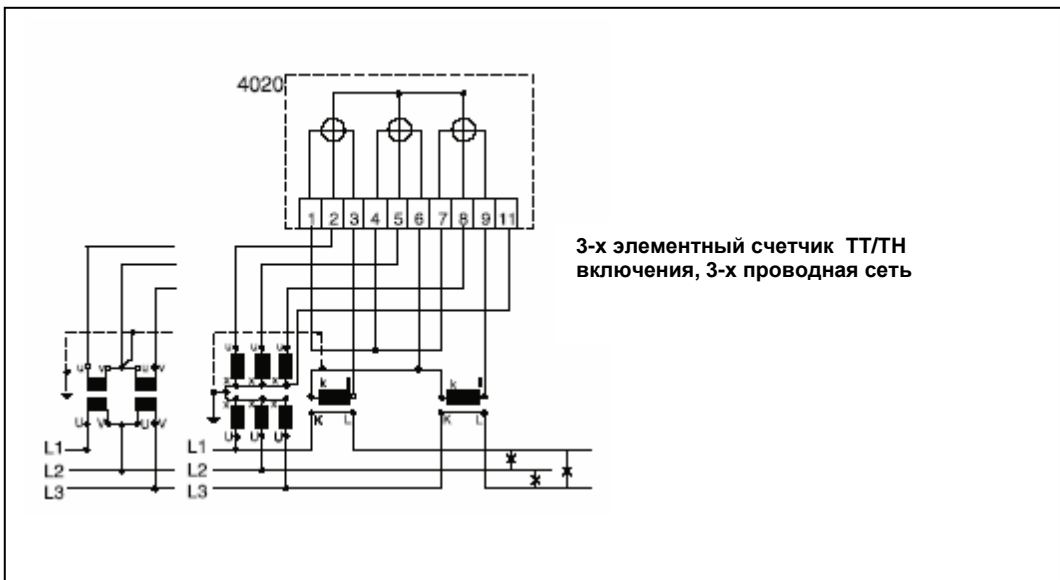 4020
1 2 3 4 5 6 7 8 9 11
3-х элементный счетчик ТТ/ТН
включения, 3-х проводная сеть
u v u v
u u u
x x x
k l k l
x x x
K L K L
U V U V
U U U
L1 L1
L2 L2
L3 L3